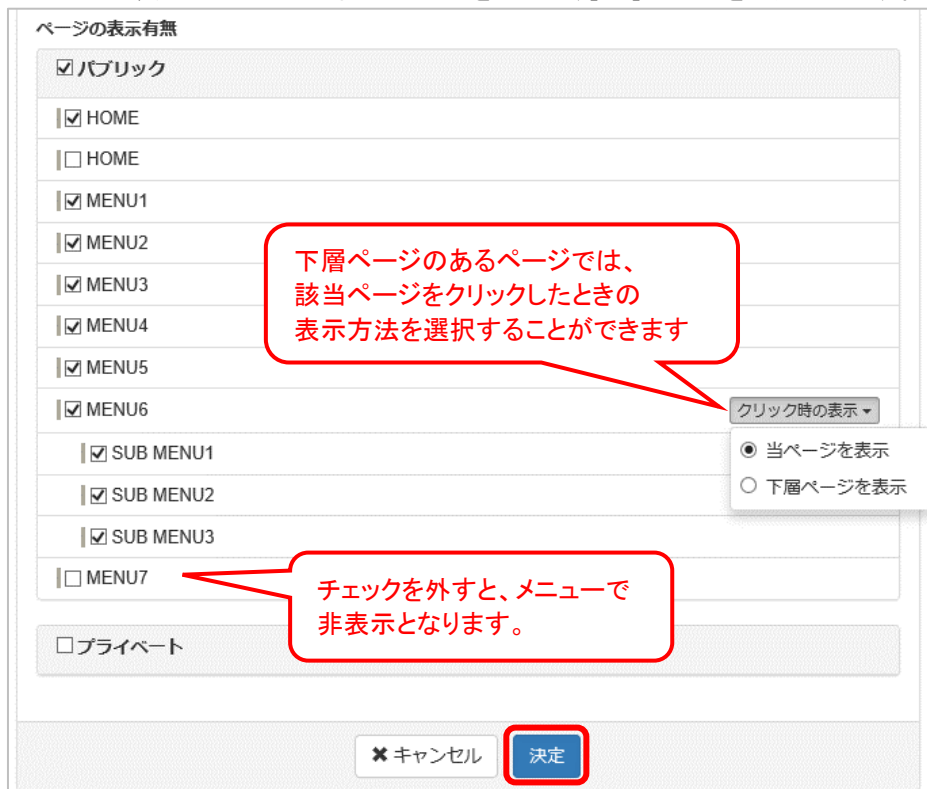 ページの表示有無
パブリック
HOME
HOME
MENU1
MENU2
MENU3
MENU4
MENU5
下層ページのあるページでは、
該当ページをクリックしたときの
表示方法を選択することができます
MENU6
クリック時の表示
当ページを表示
下層ページを表示
SUB MENU1
SUB MENU2
SUB MENU3
MENU7
チェックを外すと、メニューで
非表示となります。
プライベート
キャンセル
決定